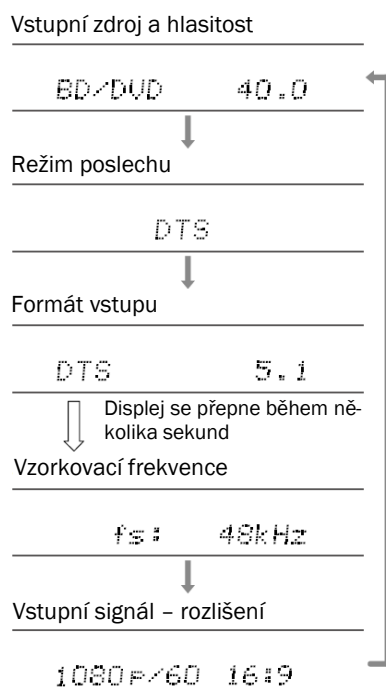 Vstupní zdroj a hlasitost
BD/DVD 40.0
Režim poslechu
DTS
Formát vstupu
DTS 5.1
Displej se přepne během ně-
kolika sekund
Vzorkovací frekvence
fs: 48kHz
Vstupní signál – rozlišení
1080p/60 16:9